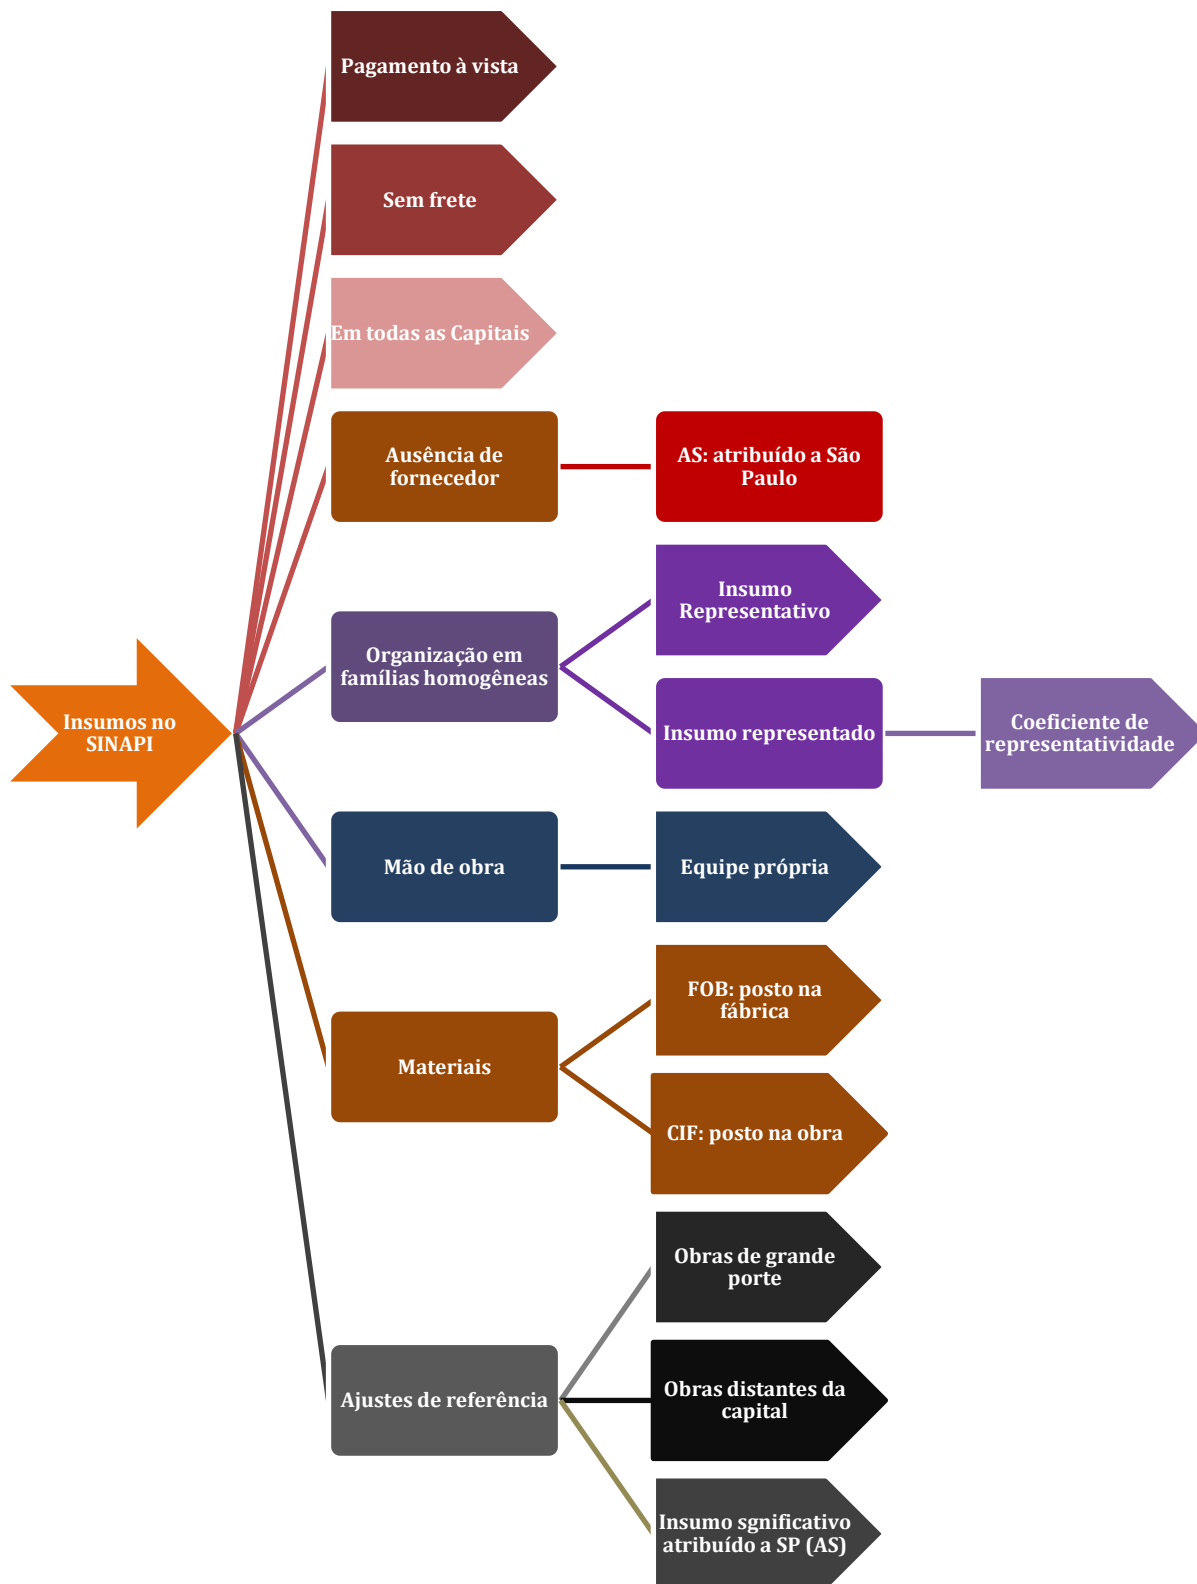 Pagamento à vista
Sem frete
Em todas as Capitais
Ausência de
fornecedor
AS: atribuído a São
Paulo
Insumo
Representativo
Organização em
famílias homogêneas
Insumos no
SINAPI
Insumo representado
Coeficiente de
representatividade
Mão de obra
Equipe própria
FOB: posto na
fábrica
Materiais
CIF: posto na obra
Obras de grande
porte
Ajustes de referência
Obras distantes da
capital
Insumo sgnificativo
atribuído a SP (AS)